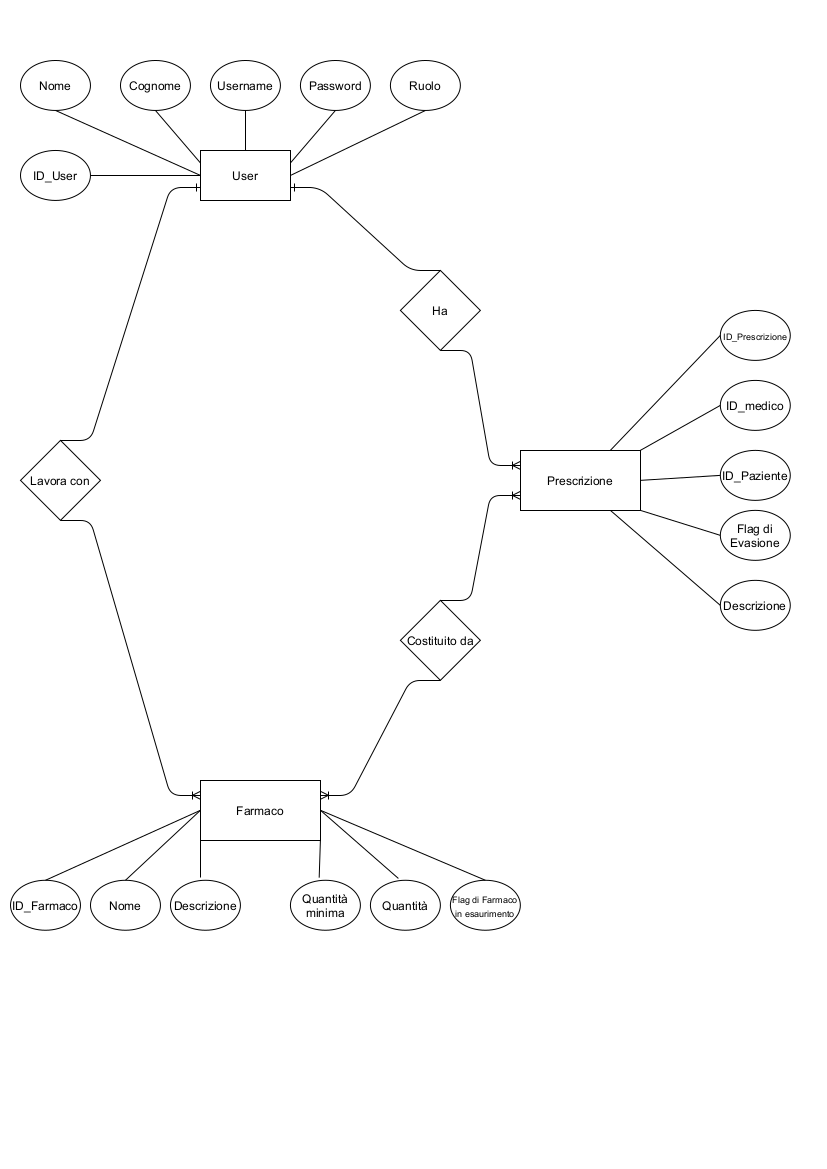 Nome
Cognome
Username
Password
Ruolo
ID_User
User
Ha
ID_Prescrizione
ID_medico
Lavora con
Prescrizione
ID_Paziente
Flag di
Evasione
Descrizione
Costituito da
Farmaco
ID_Farmaco
Nome
Descrizione
Quantità
minima
Quantità
Flag di Farmaco
in esaurimento